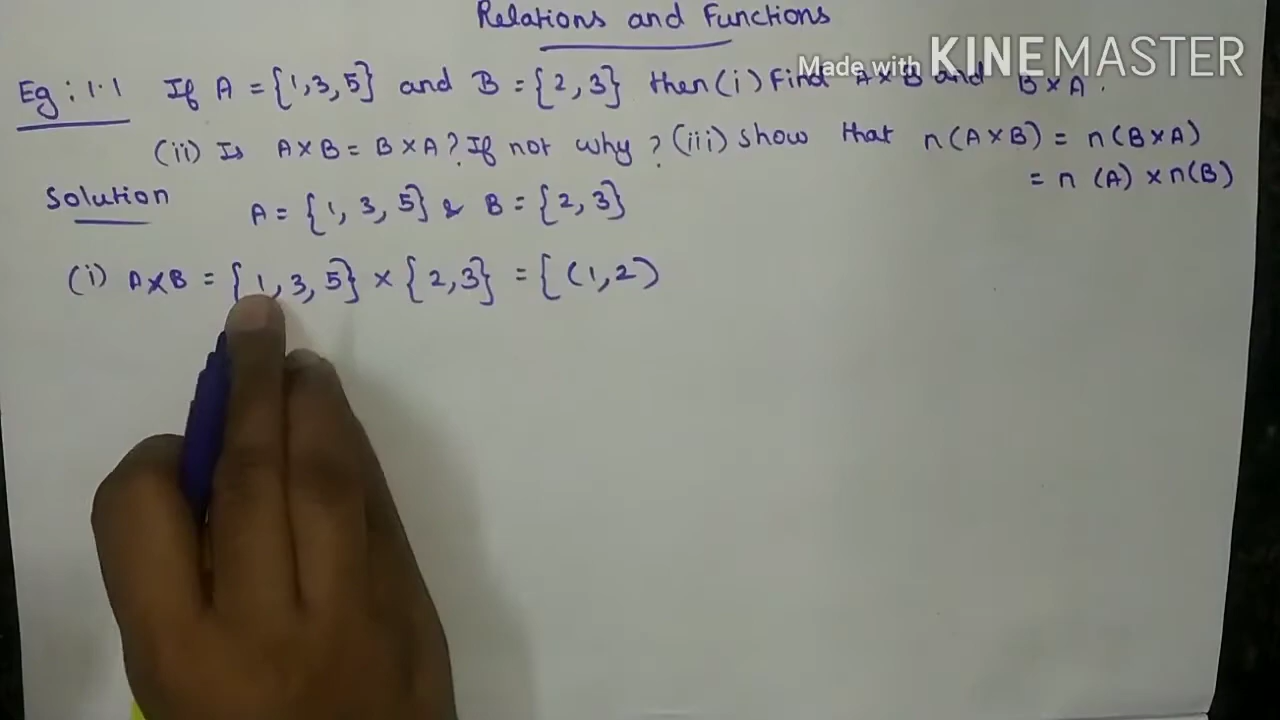 Relations and Functions
Made with KINEMASTER
Eg: 1.1 If A = {1,3,5} and B = {2,3} then (i) Find A×B and B×A.
(ii) Is A×B = B×A? If not why? (iii) show that n(A×B) = n(B×A)
= n (A) × n(B)
Solution
A = {1, 3, 5} & B = {2, 3}
(i) A×B = {1, 3, 5} × {2,3} = {(1,2)